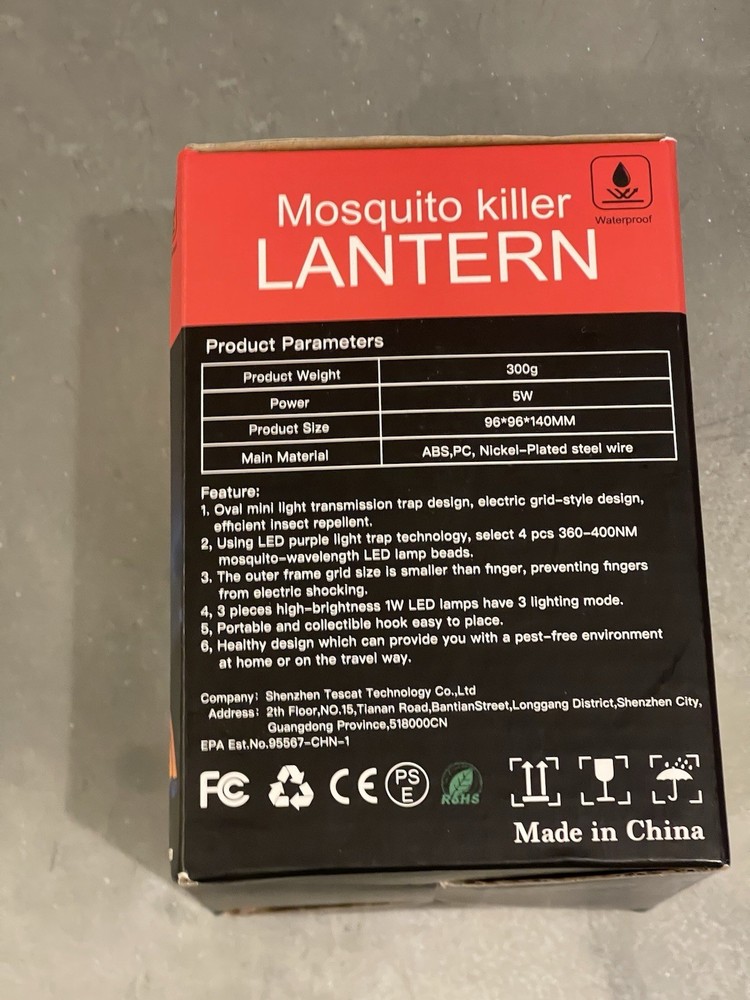 Mosquito killer
LANTERN
Waterproof
Product Parameters
Product Weight 300g
Power 5W
Product Size 96*96*140MM
Main Material ABS,PC, Nickel-Plated steel wire
Feature:
1. Oval mini light transmission trap design, electric grid-style design,
efficient insect repellent.
2, Using LED purple light trap technology, select 4 pcs 360-400NM
mosquito-wavelength LED lamp beads.
3. The outer frame grid size is smaller than finger, preventing fingers
from electric shocking.
4, 3 pieces high-brightness 1W LED lamps have 3 lighting mode.
5, Portable and collectible hook easy to place.
6, Healthy design which can provide you with a pest-free environment
at home or on the travel way.
Company: Shenzhen Tescat Technology Co.,Ltd
Address: 2th Floor,NO.15,Tianan Road,BantianStreet,Longgang District,Shenzhen City,
Guangdong Province,518000CN
EPA Est.No.95567-CHN-1
FC CE PS E RoHS
Made in China